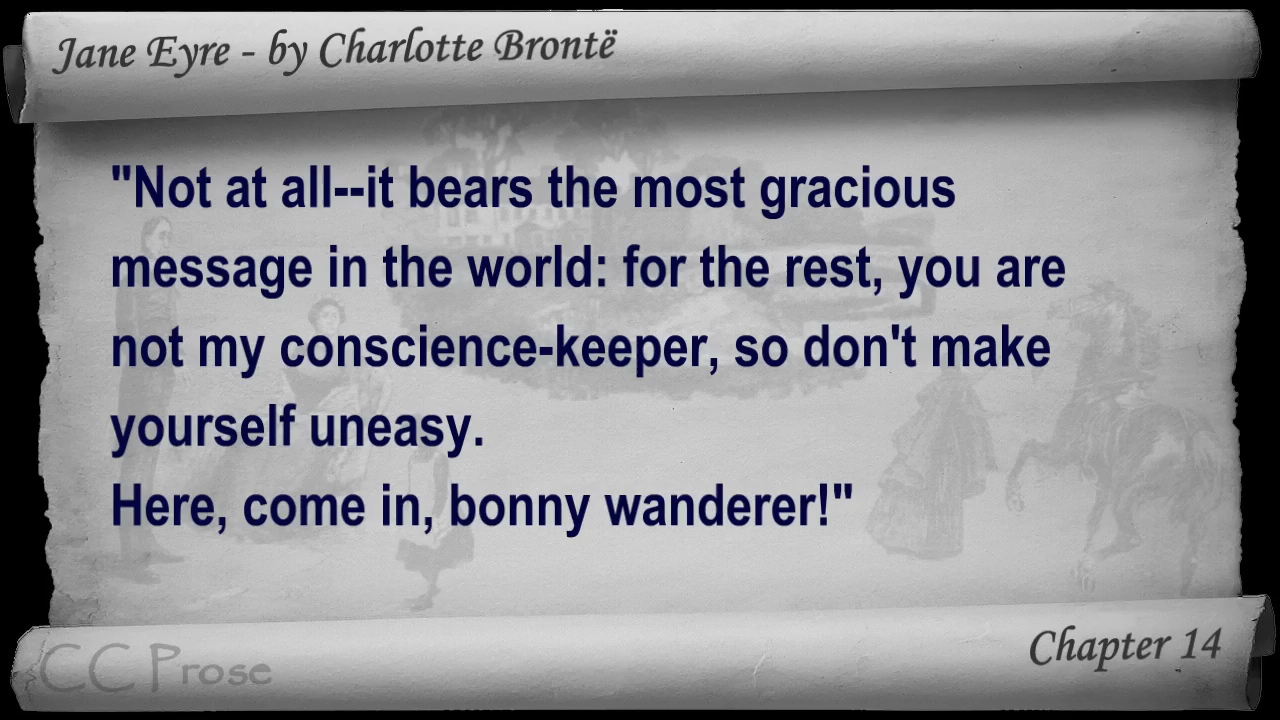 Jane Eyre - by Charlotte Brontë
"Not at all--it bears the most gracious
message in the world: for the rest, you are
not my conscience-keeper, so don't make
yourself uneasy.
Here, come in, bonny wanderer!"
Chapter 14
CC Prose